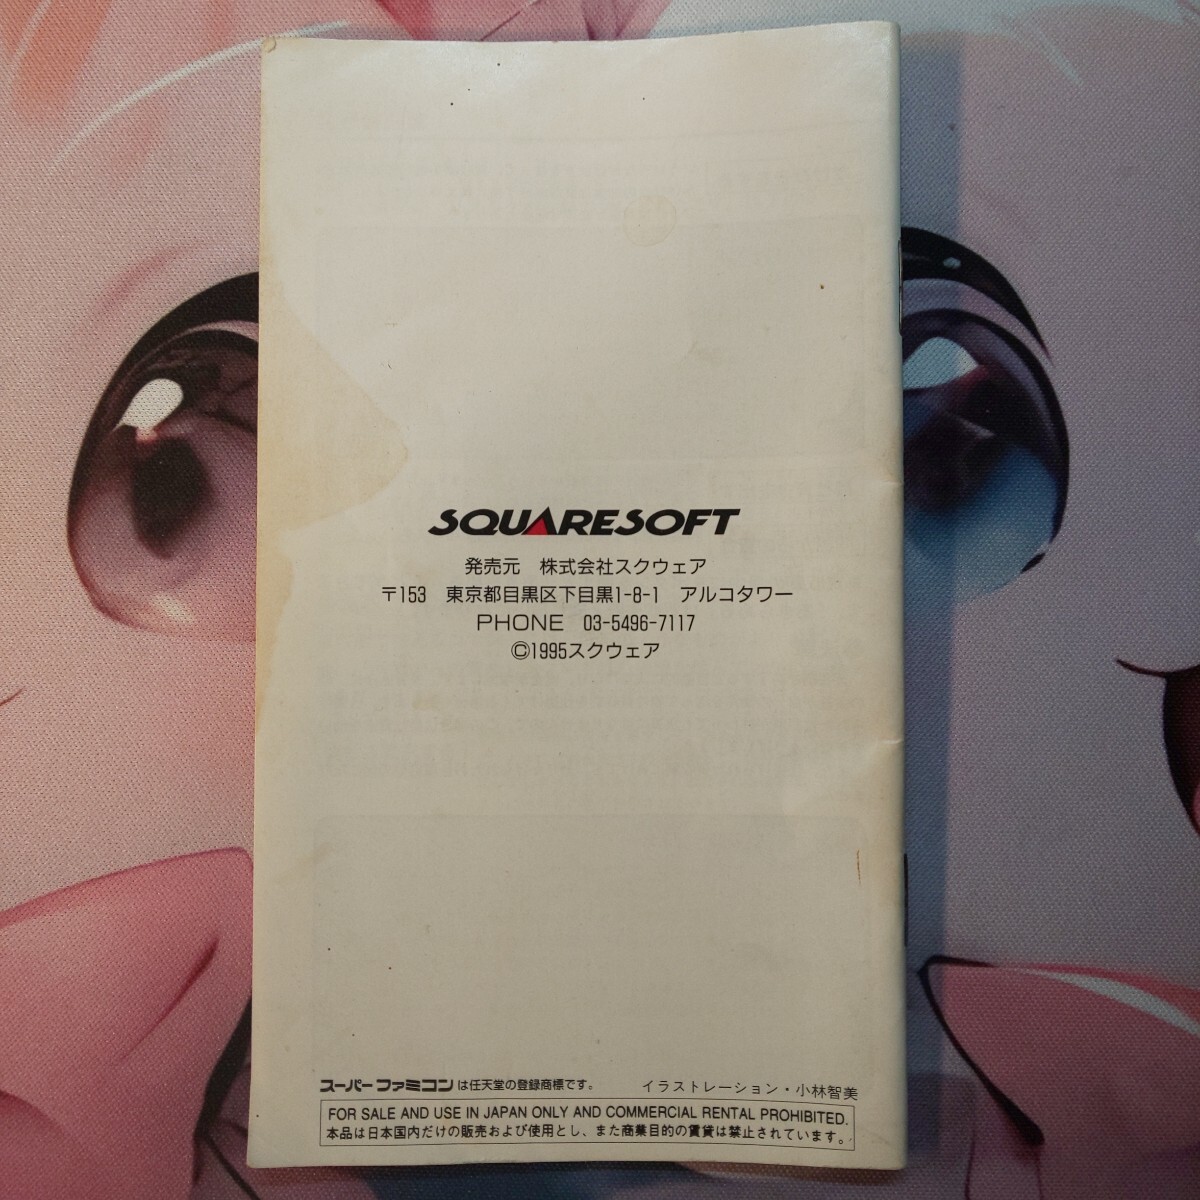 SQUARESOFT
発売元　株式会社スクウェア
〒153　東京都目黒区下目黒1-8-1　アルコタワー
PHONE　03-5496-7117
©1995スクウェア
スーパーファミコンは任天堂の登録商標です。
イラストレーション・小林智美
FOR SALE AND USE IN JAPAN ONLY AND COMMERCIAL RENTAL PROHIBITED.
本品は日本国内だけの販売および使用とし、また商業目的の賃貸は禁止されています。